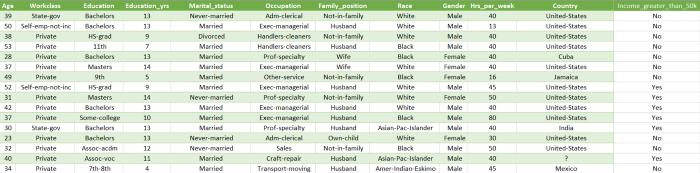 Age Workclass Education Education_yrs Marital_status Occupation Family_position Race Gender Hrs_per_week Country Income_greater_than_50k
39 State-gov Bachelors 13 Never-married Adm-clerical Not-in-family White Male 40 United-States No
50 Self-emp-not-inc Bachelors 13 Married Exec-managerial Husband White Male 13 United-States No
38 Private HS-grad 9 Divorced Handlers-cleaners Not-in-family White Male 40 United-States No
53 Private 11th 7 Married Handlers-cleaners Husband Black Male 40 United-States No
28 Private Bachelors 13 Married Prof-specialty Wife Black Female 40 Cuba No
37 Private Masters 14 Married Exec-managerial Wife White Female 40 United-States No
49 Private 9th 5 Married Other-service Not-in-family Black Female 16 Jamaica No
52 Self-emp-not-inc HS-grad 9 Married Exec-managerial Husband White Male 45 United-States Yes
31 Private Masters 14 Never-married Prof-specialty Not-in-family White Female 50 United-States Yes
42 Private Bachelors 13 Married Exec-managerial Husband White Male 40 United-States Yes
37 Private Some-college 10 Married Exec-managerial Husband Black Male 80 United-States Yes
30 State-gov Bachelors 13 Married Prof-specialty Husband Asian-Pac-Islander Male 40 India Yes
23 Private Bachelors 13 Never-married Adm-clerical Own-child White Female 30 United-States No
32 Private Assoc-acdm 12 Never-married Sales Not-in-family Black Male 50 United-States No
40 Private Assoc-voc 11 Married Craft-repair Husband Asian-Pac-Islander Male 40 ? Yes
34 Private 7th-8th 4 Married Transport-moving Husband Amer-Indian-Eskimo Male 45 Mexico No